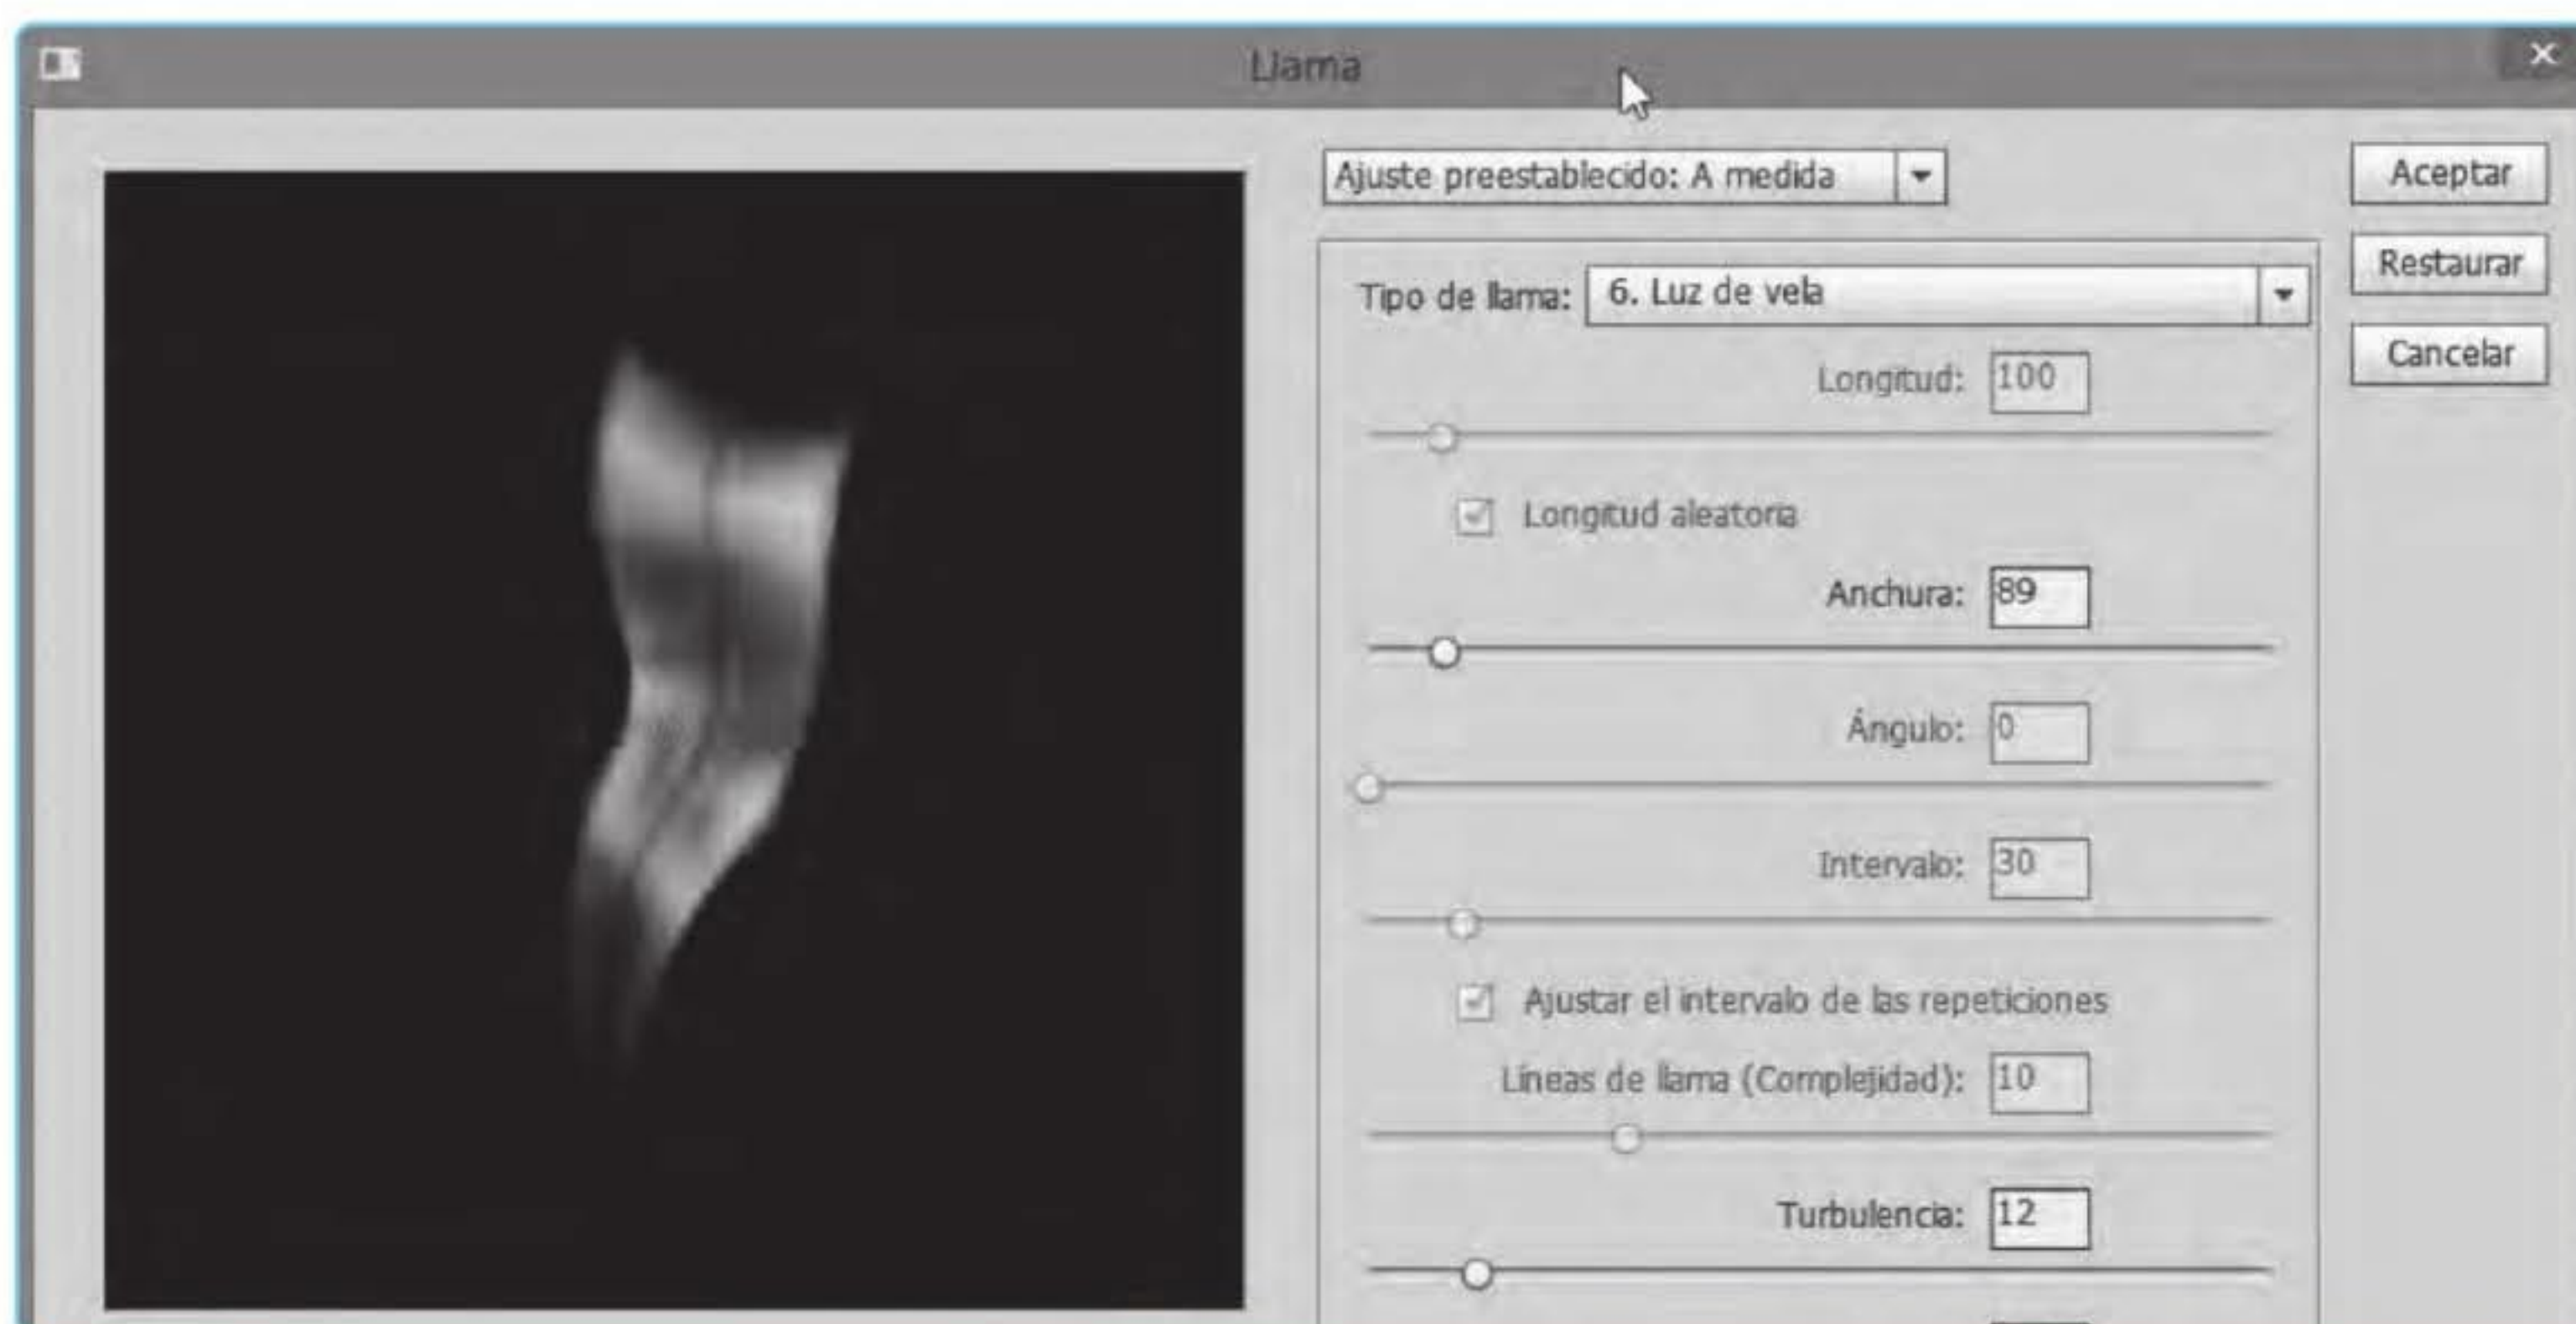 Llama
Ajuste preestablecido: A medida
Aceptar
Restaurar
Cancelar
Tipo de llama: 6. Luz de vela
Longitud: 100
Longitud aleatoria
Anchura: 89
Ángulo: 0
Intervalo: 30
Ajustar el intervalo de las repeticiones
Líneas de llama (Complejidad): 10
Turbulencia: 12